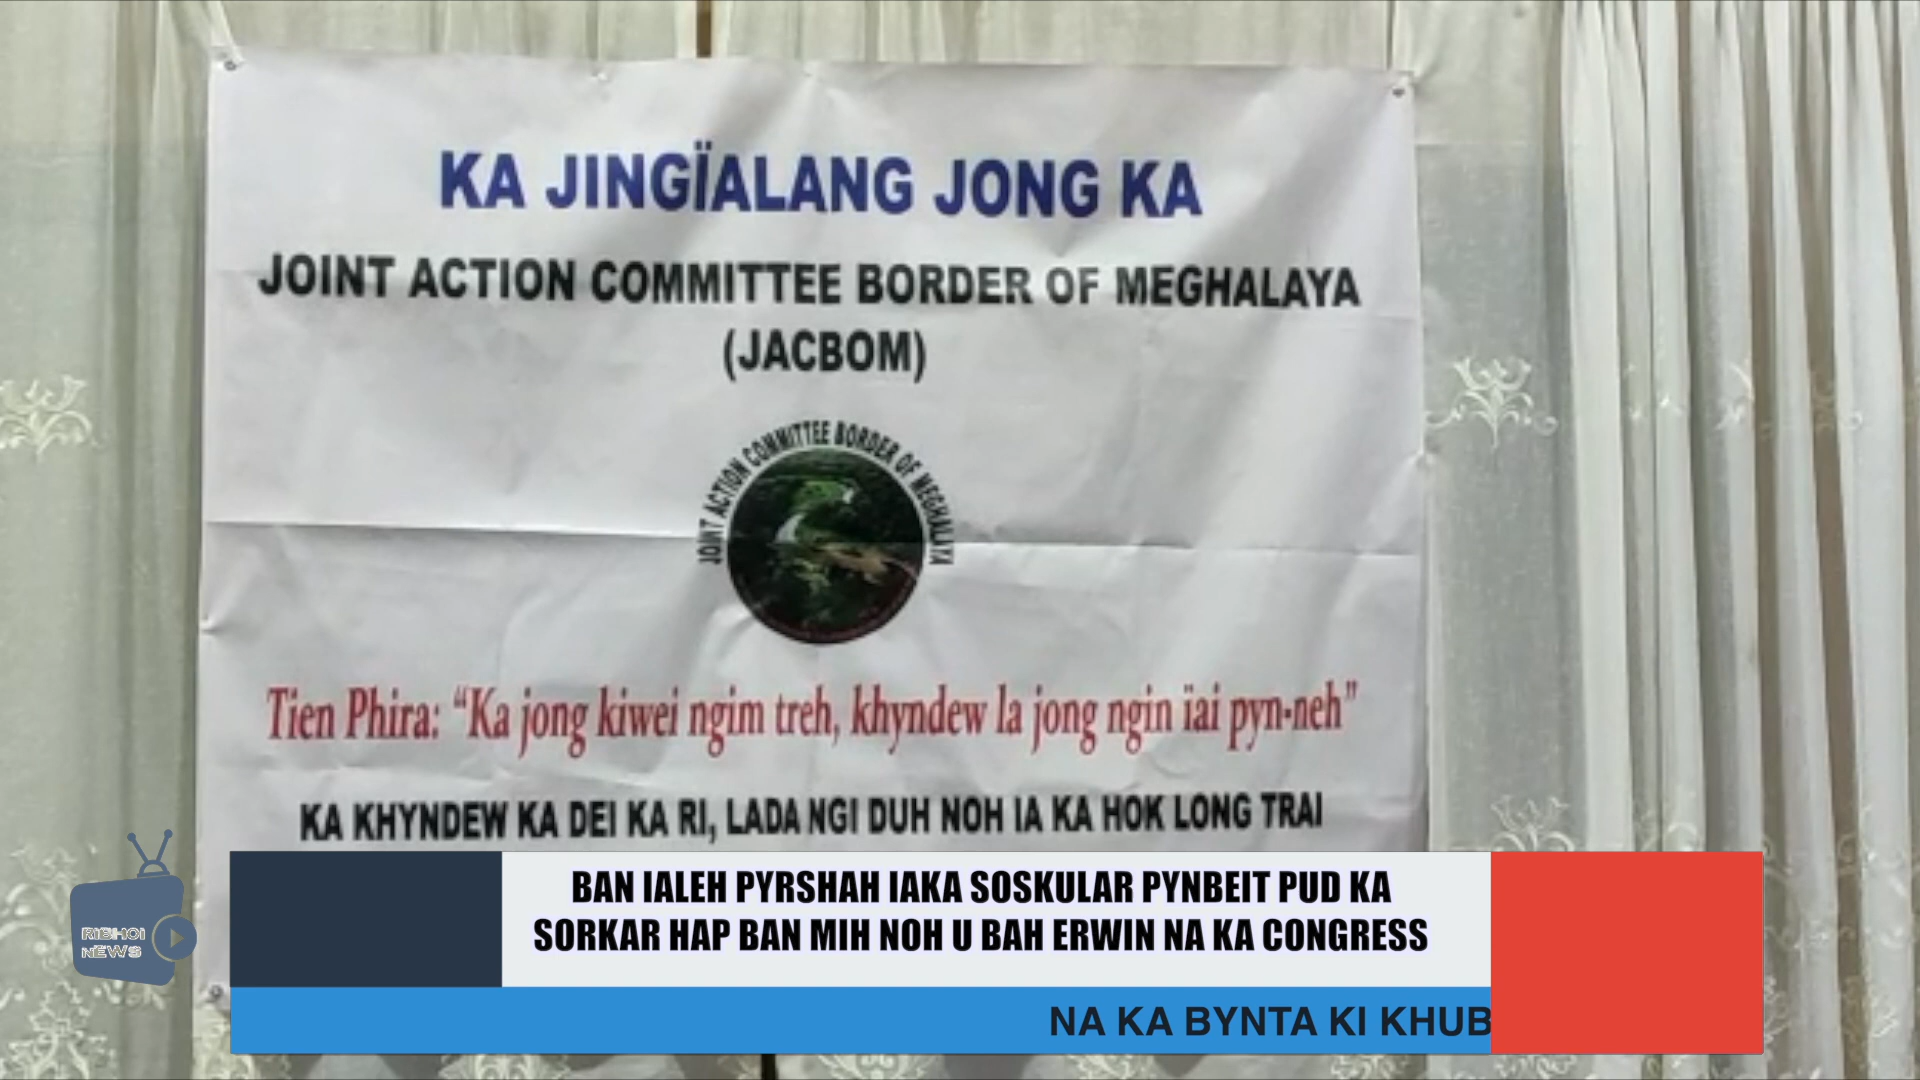 KA JINGÏALANG JONG KA
JOINT ACTION COMMITTEE BORDER OF MEGHALAYA
(JACBOM)
JOINT ACTION COMMITTEE BORDER OF MEGHALAYA
Tien Phira: “Ka jong kiwei ngim treh, khyndew la jong ngin ïai pyn-neh”
KA KHYNDEW KA DEI KA RI, LADA NGI DUH NOH IA KA HOK LONG TRAI
BAN IALEH PYRSHAH IAKA SOSKULAR PYNBEIT PUD KA
SORKAR HAP BAN MIH NOH U BAH ERWIN NA KA CONGRESS
RIBHOI
NEWS
NA KA BYNTA KI KHUB